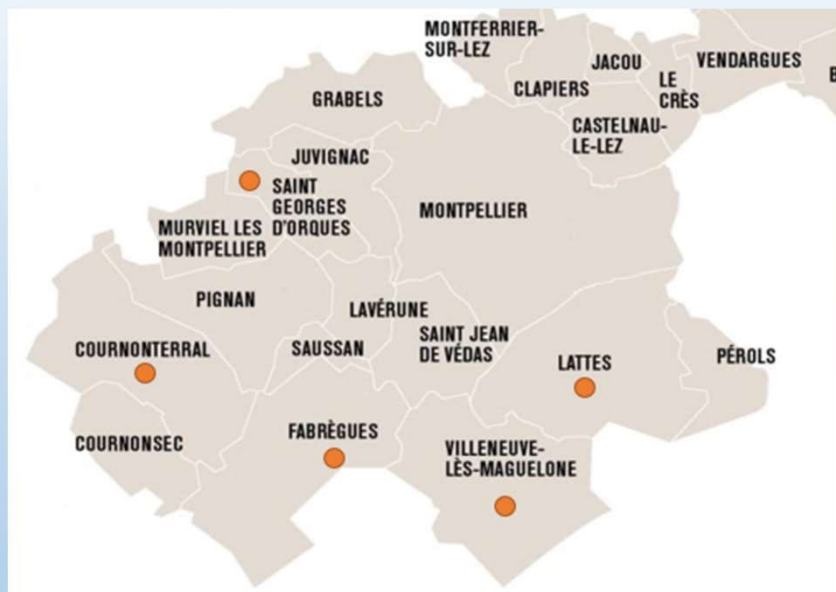 MONTFERRIER-
SUR-LEZ
JACOU
VENDARGUES
LE
CRÈS
B
CLAPIERS
GRABELS
CASTELNAU-
LE-LEZ
JUVIGNAC
SAINT
GEORGES
D'ORQUES
MONTPELLIER
MURVIEL LES
MONTPELLIER
PIGNAN
LAVÉRUNE
SAINT JEAN
DE VÉDAS
COURNONTERRAL
SAUSSAN
LATTES
PÉROLS
FABRÈGUES
COURNONSEC
VILLENEUVE-
LÈS-MAGUELONE